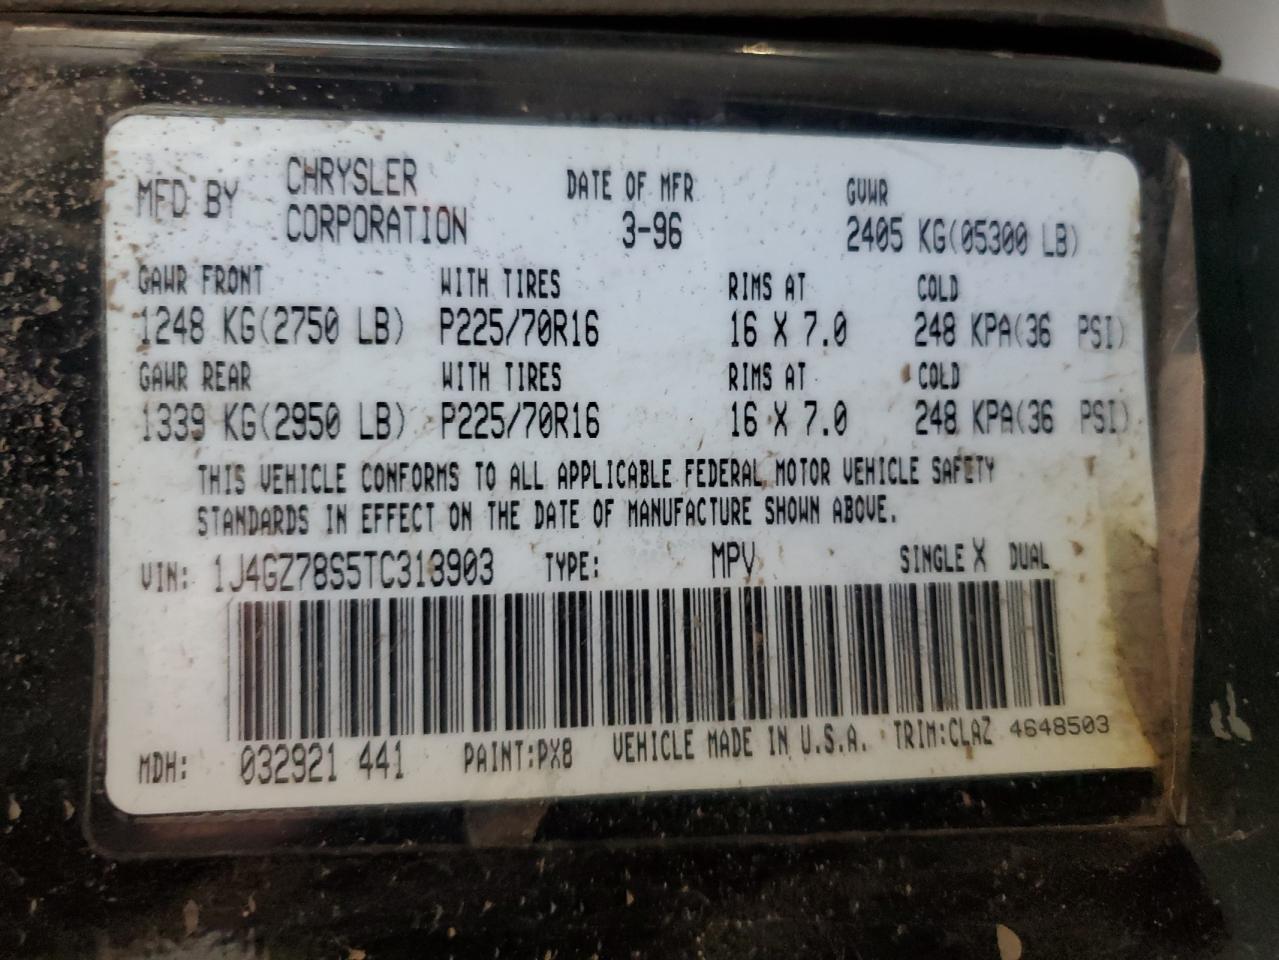 MFD BY CHRYSLER CORPORATION DATE OF MFR 3-96 GVWR 2405 KG(05300 LB)
GAWR FRONT WITH TIRES RIMS AT COLD
1248 KG(2750 LB) P225/70R16 16 X 7.0 248 KPA(36 PSI)
GAWR REAR WITH TIRES RIMS AT COLD
1339 KG(2950 LB) P225/70R16 16 X 7.0 248 KPA(36 PSI)
THIS VEHICLE CONFORMS TO ALL APPLICABLE FEDERAL MOTOR VEHICLE SAFETY
STANDARDS IN EFFECT ON THE DATE OF MANUFACTURE SHOWN ABOVE.
VIN: 1J4GZ78S5TC313903 TYPE: MPV SINGLE X DUAL
MDH: 032921 441 PAINT:PX8 VEHICLE MADE IN U.S.A. TRIM:CLAZ 4648503